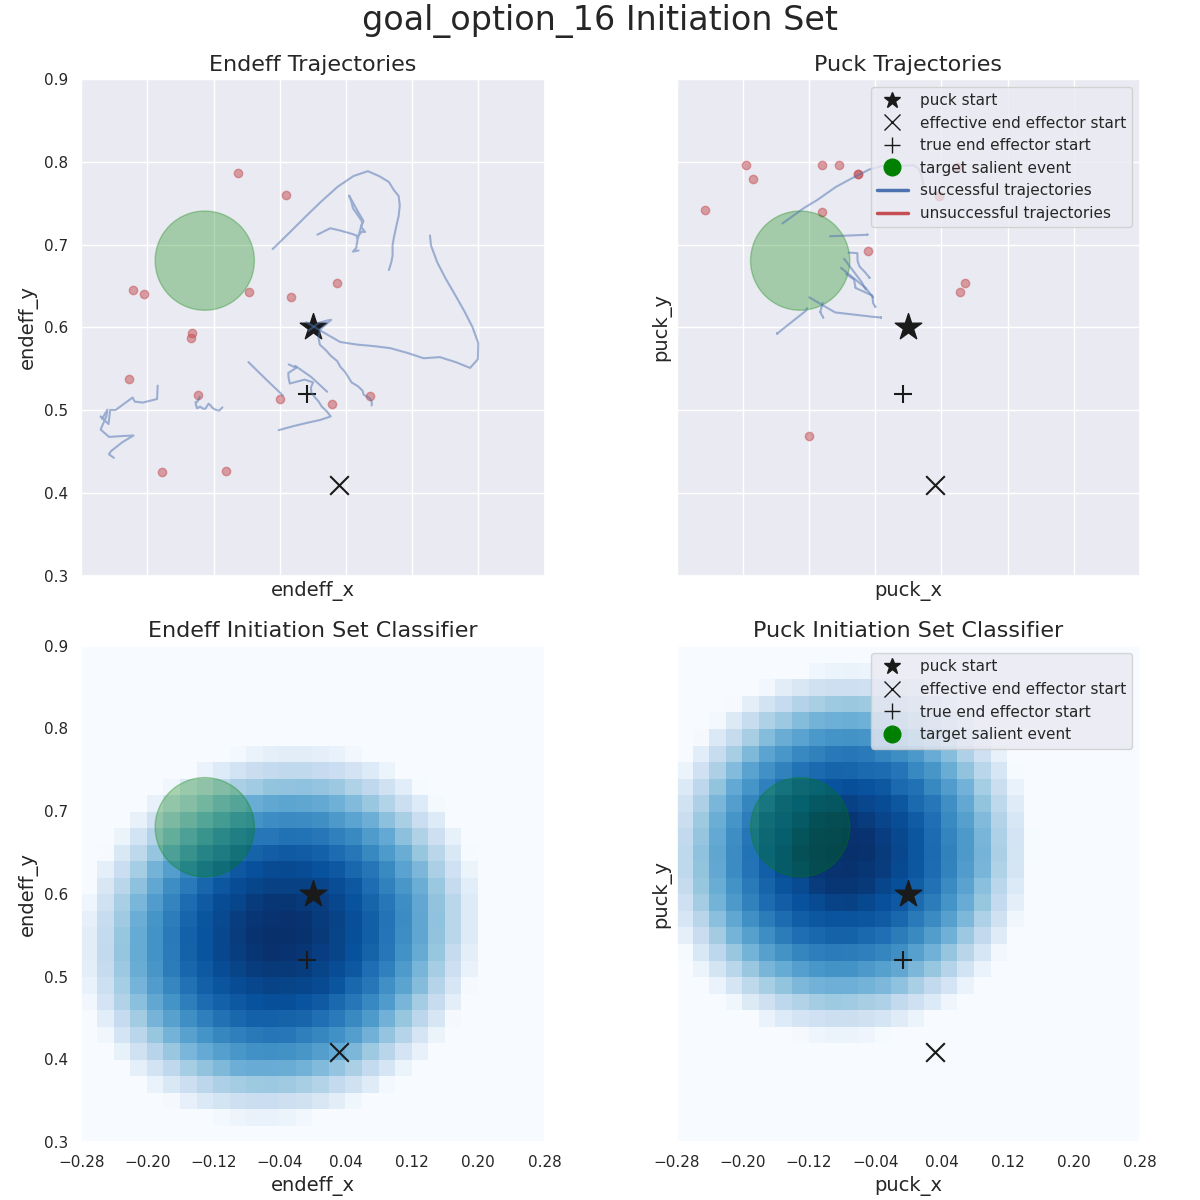 goal_option_16 Initiation Set
Endeff Trajectories
0.9
0.8
0.7
0.6
0.5
0.4
0.3
endeff_y
endeff_x
Puck Trajectories
puck start
effective end effector start
true end effector start
target salient event
successful trajectories
unsuccessful trajectories
puck_y
puck_x
Endeff Initiation Set Classifier
0.9
0.8
0.7
0.6
0.5
0.4
0.3
endeff_y
−0.28 −0.20 −0.12 −0.04 0.04 0.12 0.20 0.28
endeff_x
Puck Initiation Set Classifier
puck start
effective end effector start
true end effector start
target salient event
puck_y
−0.28 −0.20 −0.12 −0.04 0.04 0.12 0.20 0.28
puck_x